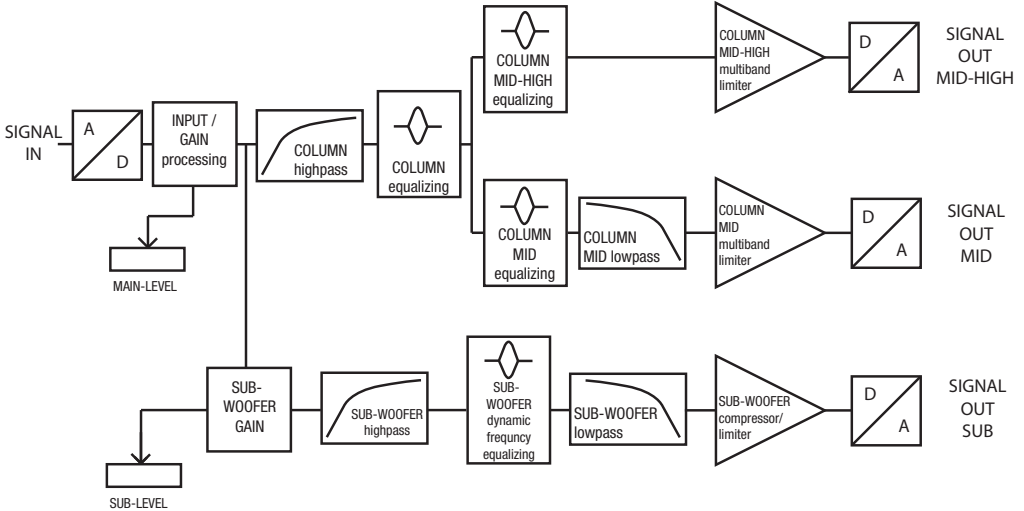 SIGNAL
IN
A
D
INPUT /
GAIN
processing
MAIN-LEVEL
COLUMN
highpass
COLUMN
equalizing
COLUMN
MID-HIGH
equalizing
COLUMN
MID-HIGH
multiband
limiter
D
A
SIGNAL
OUT
MID-HIGH
COLUMN
MID
equalizing
COLUMN
MID lowpass
COLUMN
MID
multiband
limiter
D
A
SIGNAL
OUT
MID
SUB-
WOOFER
GAIN
SUB-LEVEL
SUB-WOOFER
highpass
SUB-
WOOFER
dynamic
frequncy
equalizing
SUB-WOOFER
lowpass
SUB-WOOFER
compressor/
limiter
D
A
SIGNAL
OUT
SUB